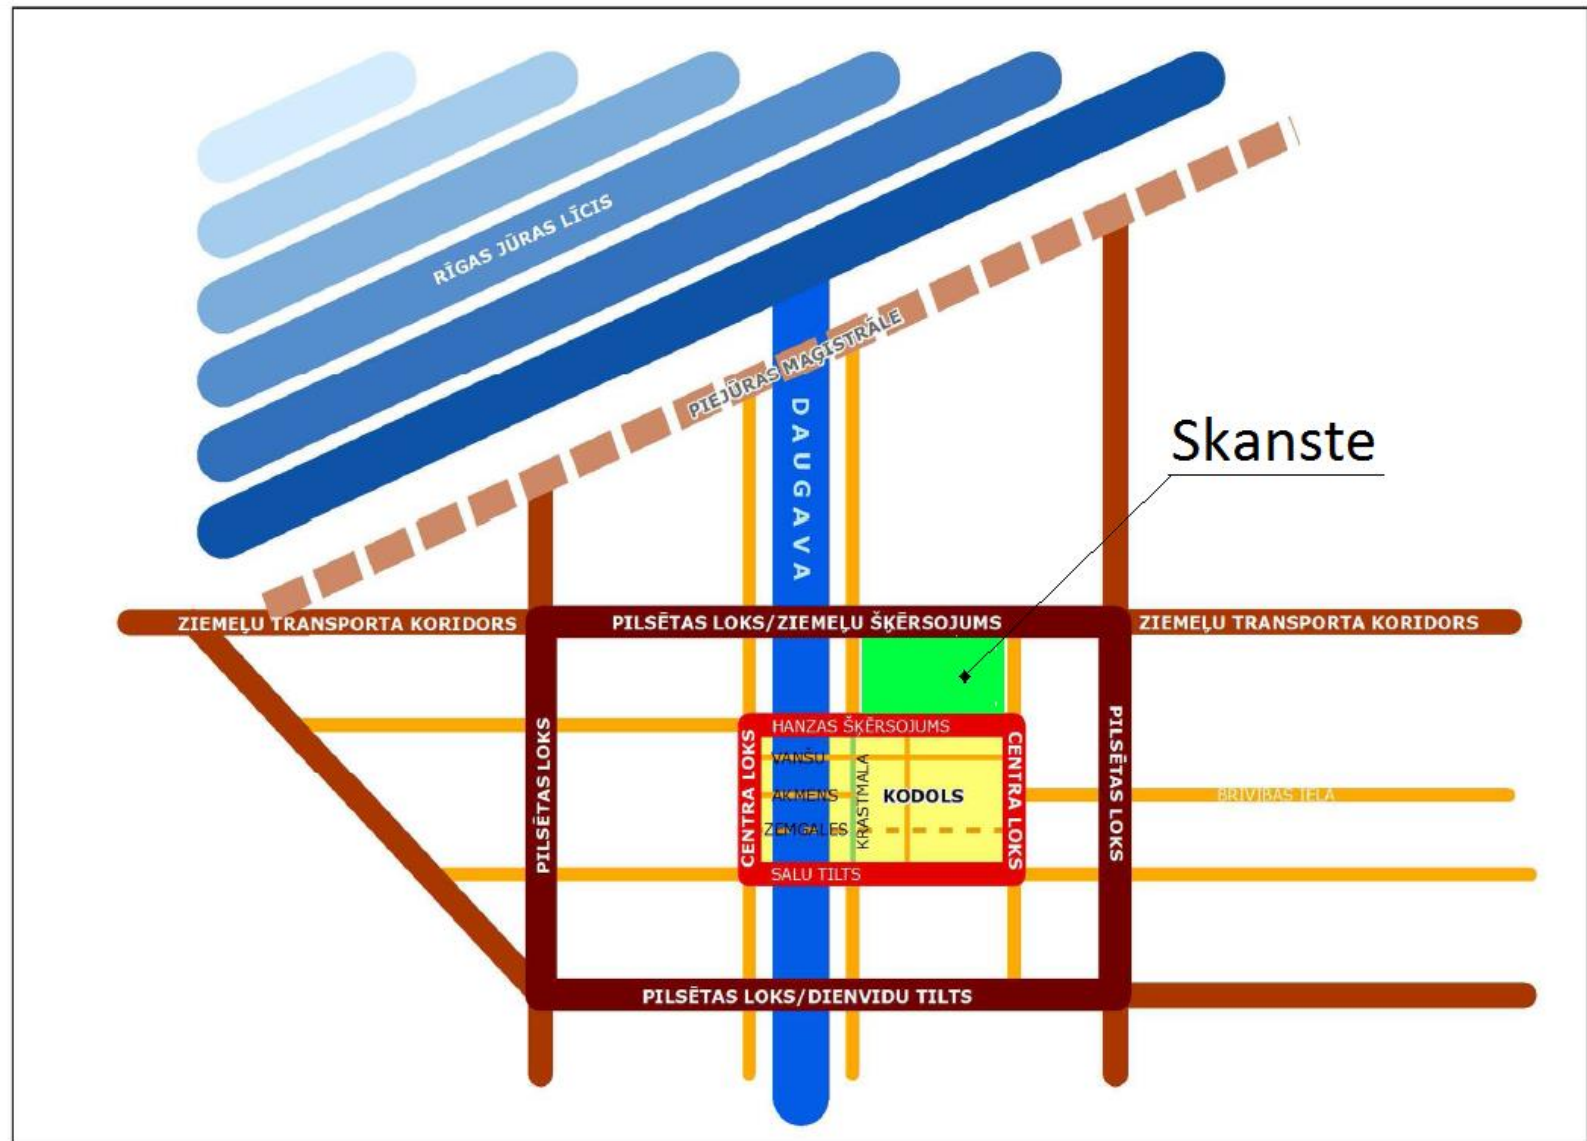 RĪGAS JŪRAS LĪCIS
PIEJŪRAS MAĢISTRĀLE
DAUGAVA
Skanste
ZIEMEĻU TRANSPORTA KORIDORS
PILSĒTAS LOKS/ZIEMEĻU ŠĶĒRSOJUMS
ZIEMEĻU TRANSPORTA KORIDORS
PILSĒTAS LOKS
CENTRA LOKS
HANZAS ŠĶĒRSOJUMS
VANŠU
AKMENS
ZEMGALES
KRASTMALA
KODOLS
CENTRA LOKS
PILSĒTAS LOKS
BRĪVĪBAS IELA
SALU TILTS
PILSĒTAS LOKS/DIENVIDU TILTS